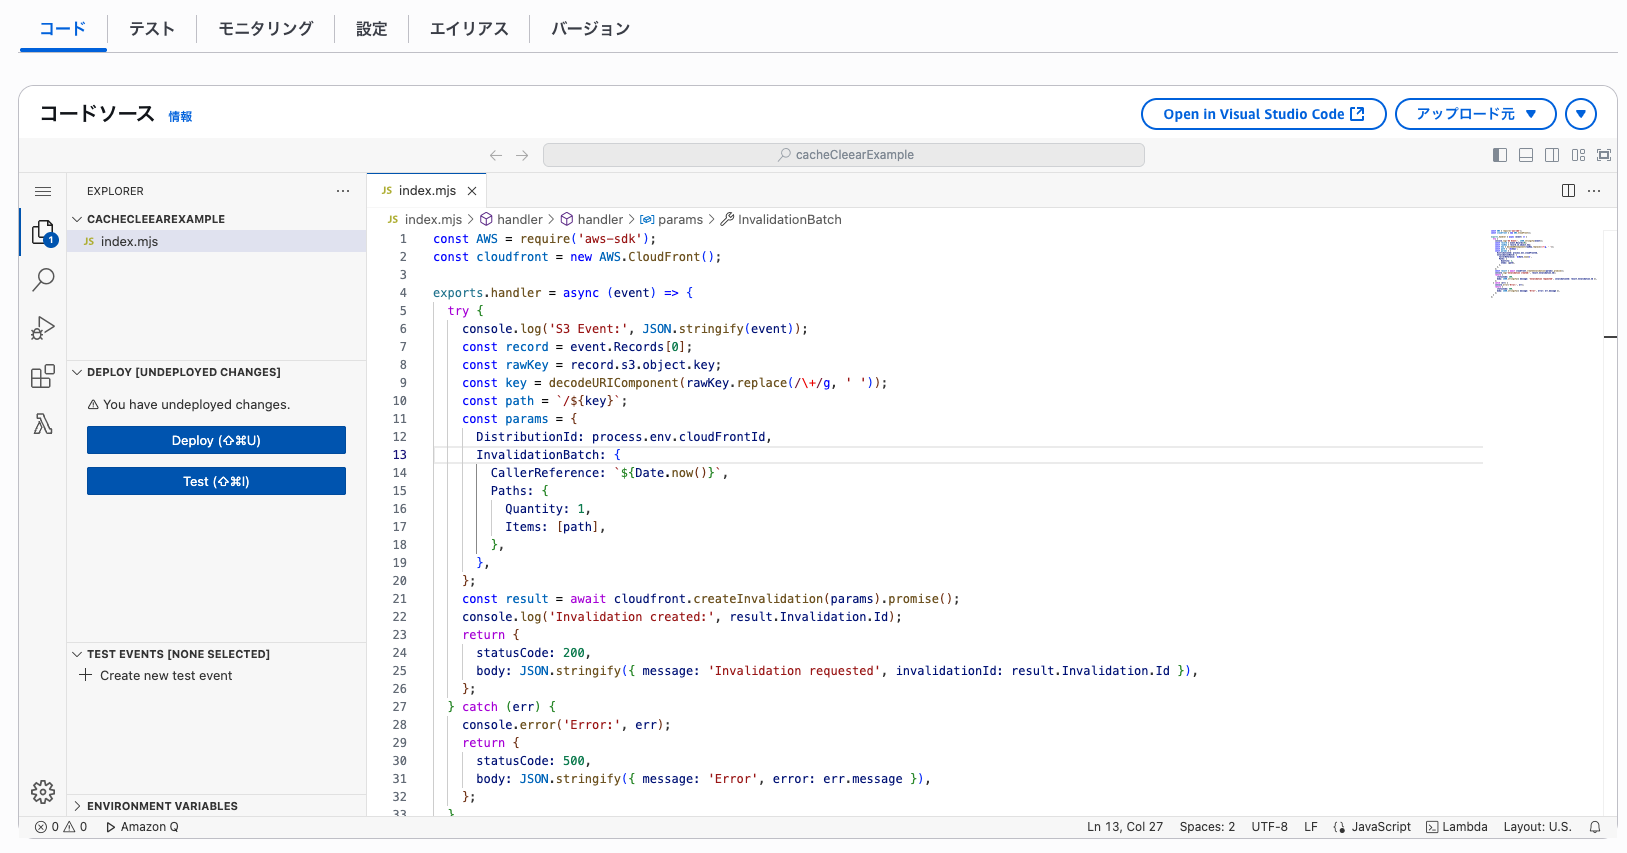 コード
テスト
モニタリング
設定
エイリアス
バージョン
コードソース 情報
Open in Visual Studio Code
アップロード元
cacheCleearExample
EXPLORER
CACHECLEEAREXAMPLE
JS index.mjs
1
DEPLOY [UNDEPLOYED CHANGES]
You have undeployed changes.
Deploy (⇧⌘U)
Test (⇧⌘I)
TEST EVENTS [NONE SELECTED]
Create new test event
ENVIRONMENT VARIABLES
JS index.mjs
JS index.mjs > handler > handler > params > InvalidationBatch
1 const AWS = require('aws-sdk');
2 const cloudfront = new AWS.CloudFront();
3
4 exports.handler = async (event) => {
5   try {
6     console.log('S3 Event:', JSON.stringify(event));
7     const record = event.Records[0];
8     const rawKey = record.s3.object.key;
9     const key = decodeURIComponent(rawKey.replace(/\+/g, ' '));
10     const path = `/${key}`;
11     const params = {
12       DistributionId: process.env.cloudFrontId,
13       InvalidationBatch: {
14         CallerReference: `${Date.now()}`,
15         Paths: {
16           Quantity: 1,
17           Items: [path],
18         },
19       },
20     };
21     const result = await cloudfront.createInvalidation(params).promise();
22     console.log('Invalidation created:', result.Invalidation.Id);
23     return {
24       statusCode: 200,
25       body: JSON.stringify({ message: 'Invalidation requested', invalidationId: result.Invalidation.Id }),
26     };
27   } catch (err) {
28     console.error('Error:', err);
29     return {
30       statusCode: 500,
31       body: JSON.stringify({ message: 'Error', error: err.message }),
32     };
33   }
0 0 Amazon Q
Ln 13, Col 27 Spaces: 2 UTF-8 LF JavaScript Lambda Layout: U.S.